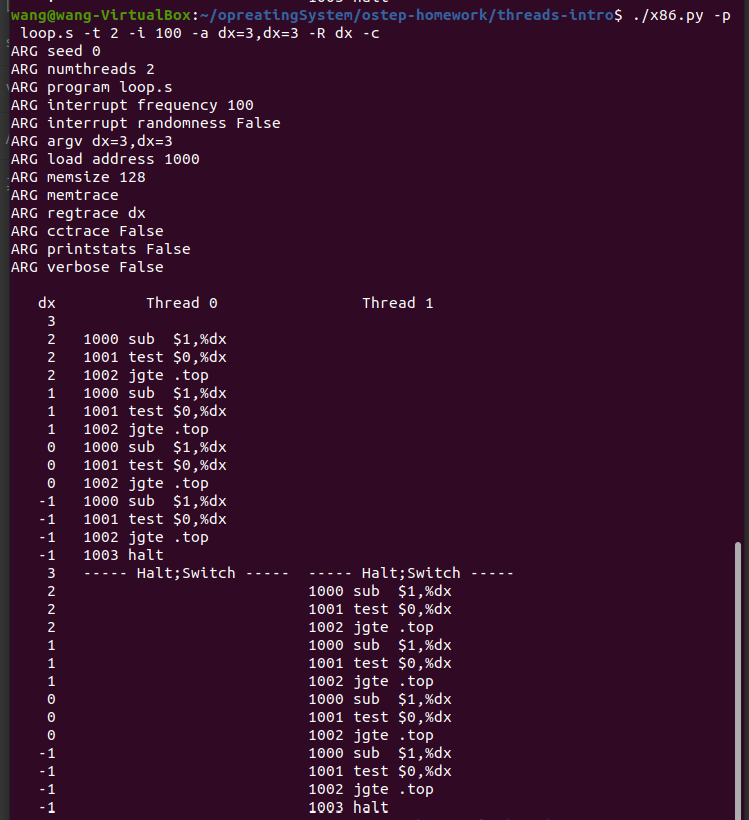 1003 halt
wang@wang-VirtualBox:~/opreatingSystem/ostep-homework/threads-intro$ ./x86.py -p
 loop.s -t 2 -i 100 -a dx=3,dx=3 -R dx -c
ARG seed 0
ARG numthreads 2
ARG program loop.s
ARG interrupt frequency 100
ARG interrupt randomness False
ARG argv dx=3,dx=3
ARG load address 1000
ARG memsize 128
ARG memtrace
ARG regtrace dx
ARG cctrace False
ARG printstats False
ARG verbose False

   dx          Thread 0                Thread 1
    3
    2   1000 sub  $1,%dx
    2   1001 test $0,%dx
    2   1002 jgte .top
    1   1000 sub  $1,%dx
    1   1001 test $0,%dx
    1   1002 jgte .top
    0   1000 sub  $1,%dx
    0   1001 test $0,%dx
    0   1002 jgte .top
   -1   1000 sub  $1,%dx
   -1   1001 test $0,%dx
   -1   1002 jgte .top
   -1   1003 halt
    3   ----- Halt;Switch -----  ----- Halt;Switch -----
    2                            1000 sub  $1,%dx
    2                            1001 test $0,%dx
    2                            1002 jgte .top
    1                            1000 sub  $1,%dx
    1                            1001 test $0,%dx
    1                            1002 jgte .top
    0                            1000 sub  $1,%dx
    0                            1001 test $0,%dx
    0                            1002 jgte .top
   -1                            1000 sub  $1,%dx
   -1                            1001 test $0,%dx
   -1                            1002 jgte .top
   -1                            1003 halt